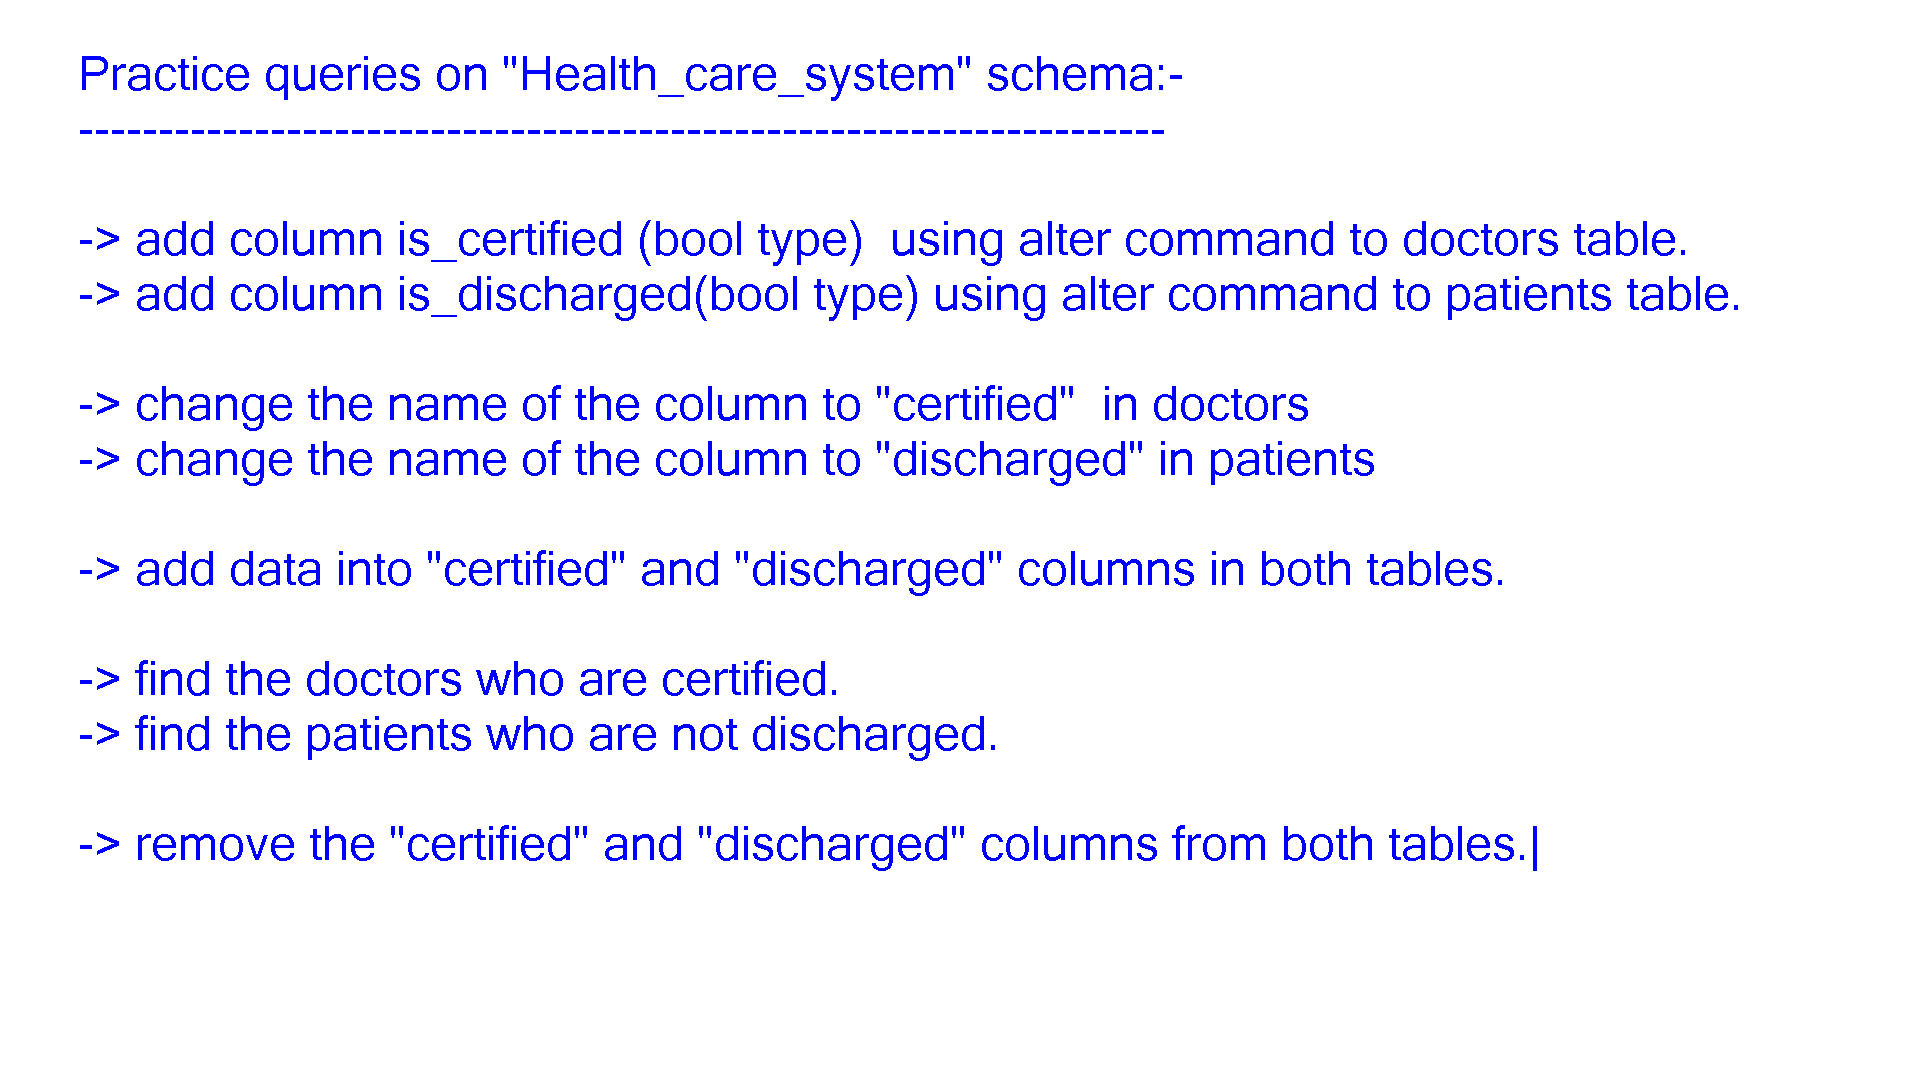 Practice queries on "Health_care_system" schema:-
--------------------------------------------------------------------
-> add column is_certified (bool type)  using alter command to doctors table.
-> add column is_discharged(bool type) using alter command to patients table.
-> change the name of the column to "certified"  in doctors
-> change the name of the column to "discharged" in patients
-> add data into "certified" and "discharged" columns in both tables.
-> find the doctors who are certified.
-> find the patients who are not discharged.
-> remove the "certified" and "discharged" columns from both tables.